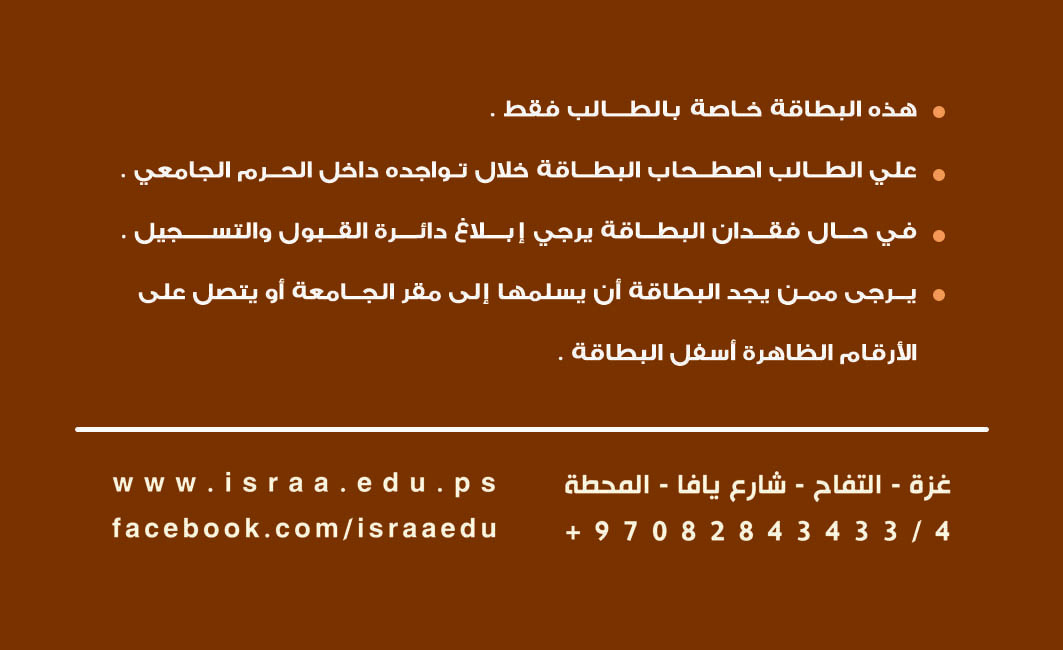 هذه البطاقة خاصة بالطالب فقط .
علي الطالب اصطحاب البطاقة خلال تواجده داخل الحرم الجامعي .
في حال فقدان البطاقة يرجي إبلاغ دائرة القبول والتسجيل .
يرجى ممن يجد البطاقة أن يسلمها إلى مقر الجامعة أو يتصل على
الأرقام الظاهرة أسفل البطاقة .
غزة - التفاح - شارع يافا - المحطة
+97082843433/4
www.israa.edu.ps
facebook.com/israaedu